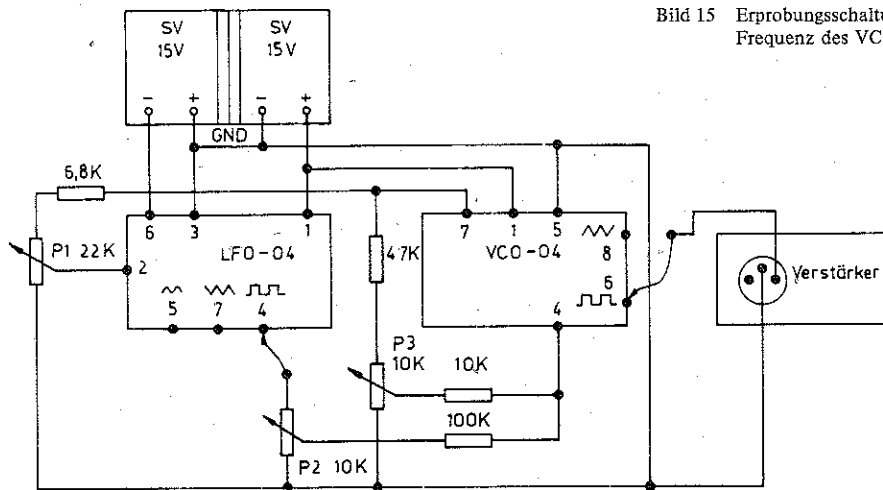 Bild 15 Erprobungsschaltu
Frequenz des VC
SV SV
15V 15V
− + − +
GND
6,8K
6 3 1
7 1 5
P1 22K
2
LFO-04
47K
VCO-04
8
6
Verstärker
5 7 4
4
P3
10K
10K
100K
P2 10K